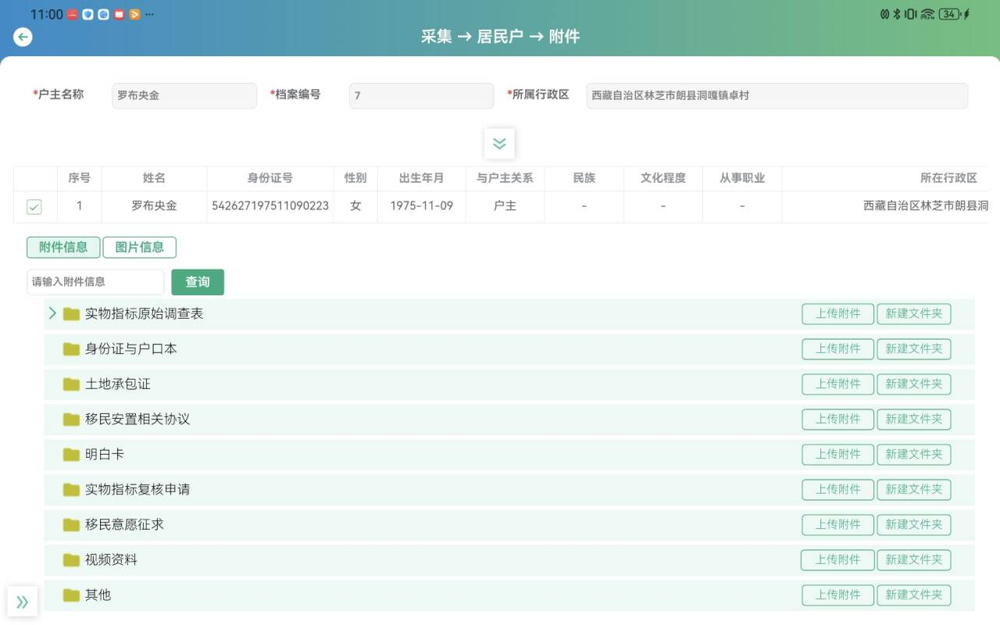 11:00 34
采集 → 居民户 → 附件
*户主名称 罗布央金 *档案编号 7 *所属行政区 西藏自治区林芝市朗县洞嘎镇卓村
序号 姓名 身份证号 性别 出生年月 与户主关系 民族 文化程度 从事职业 所在行政区
1 罗布央金 542627197511090223 女 1975-11-09 户主 - - - 西藏自治区林芝市朗县洞
附件信息 图片信息
请输入附件信息 查询
实物指标原始调查表 上传附件 新建文件夹
身份证与户口本 上传附件 新建文件夹
土地承包证 上传附件 新建文件夹
移民安置相关协议 上传附件 新建文件夹
明白卡 上传附件 新建文件夹
实物指标复核申请 上传附件 新建文件夹
移民意愿征求 上传附件 新建文件夹
视频资料 上传附件 新建文件夹
其他 上传附件 新建文件夹